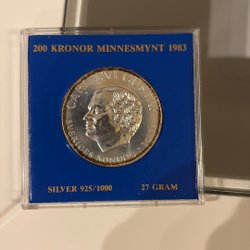 200 KRONOR MINNESMYNT 1983
CARL XVI GUSTAF
SVERIGES KONUNG
SILVER 925/1000 27 GRAM